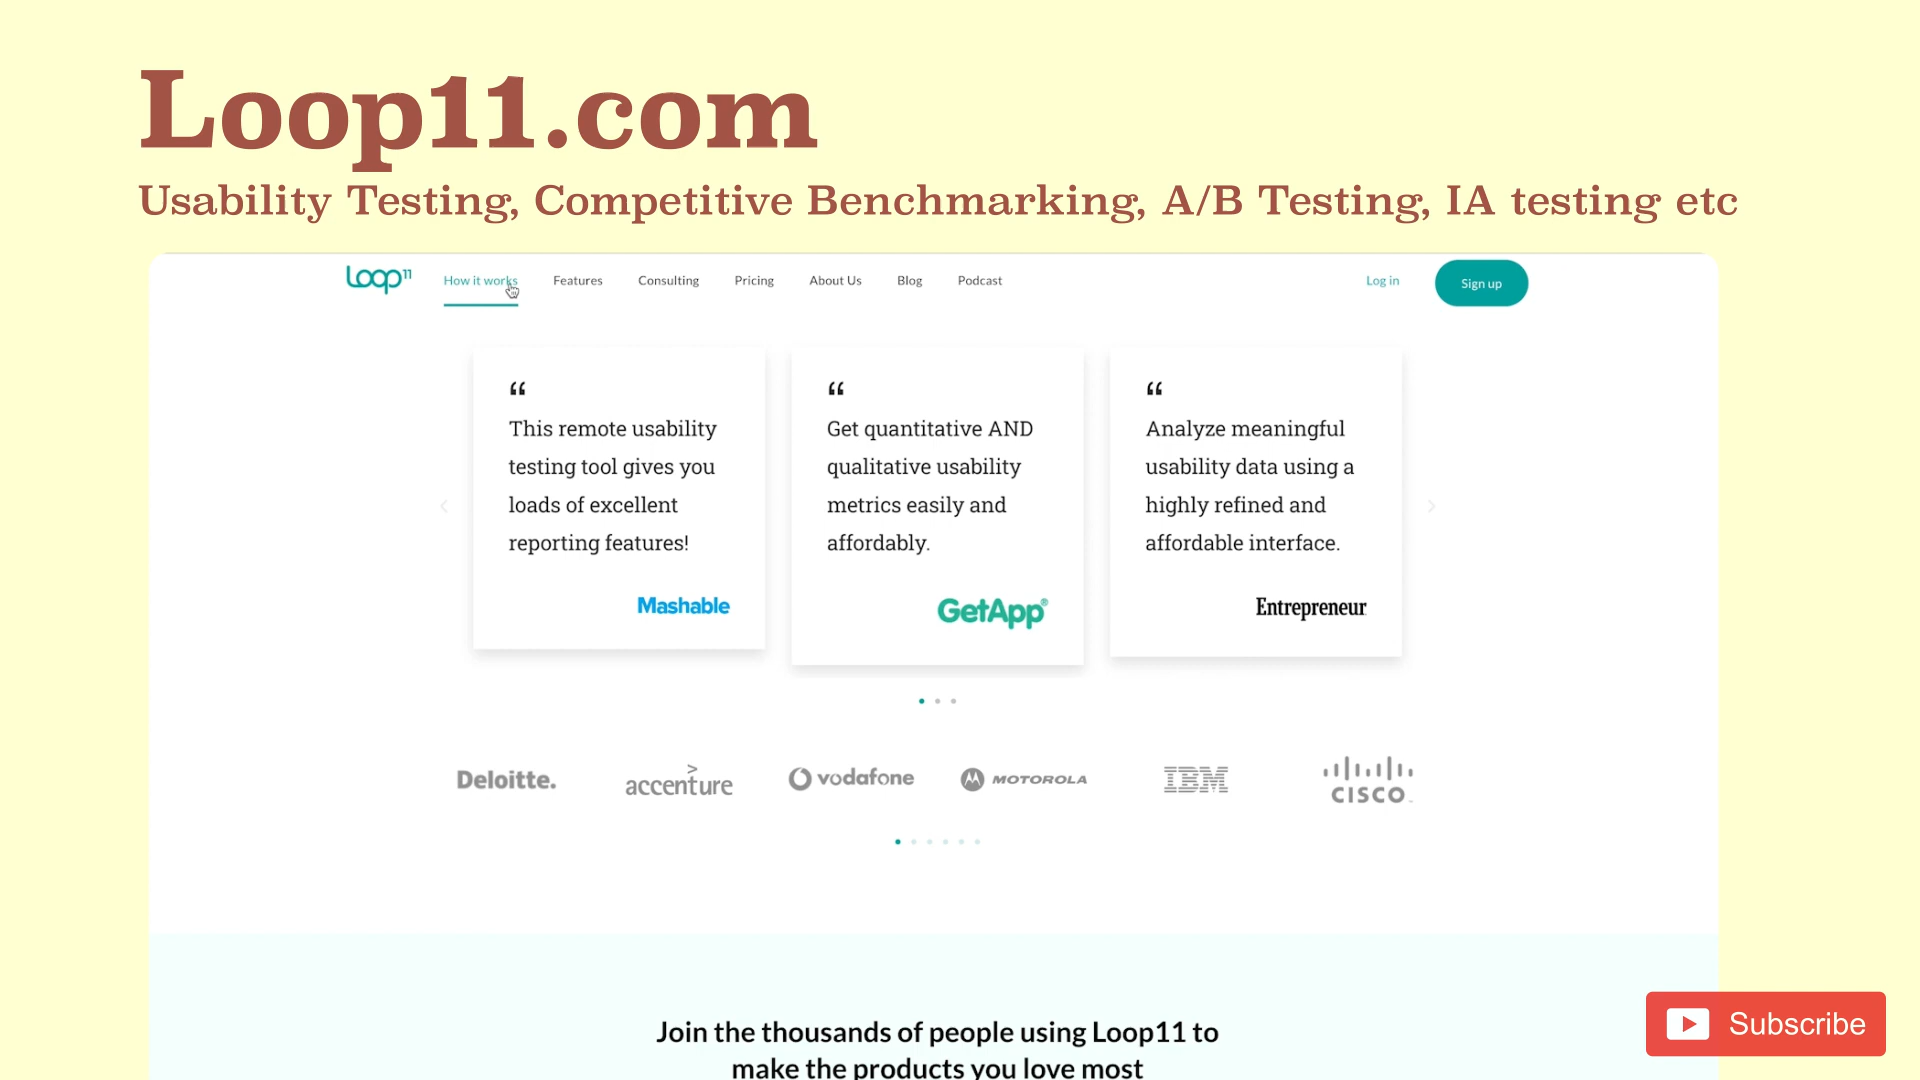 Loop11.com
Usability Testing, Competitive Benchmarking, A/B Testing, IA testing etc
Loop11 How it works Features Consulting Pricing About Us Blog Podcast Log in Sign up
“ “ “
This remote usability
testing tool gives you
loads of excellent
reporting features!
Mashable
Get quantitative AND
qualitative usability
metrics easily and
affordably.
GetApp®
Analyze meaningful
usability data using a
highly refined and
affordable interface.
Entrepreneur
Deloitte. accenture vodafone MOTOROLA IBM CISCO
Join the thousands of people using Loop11 to
make the products you love most
Subscribe